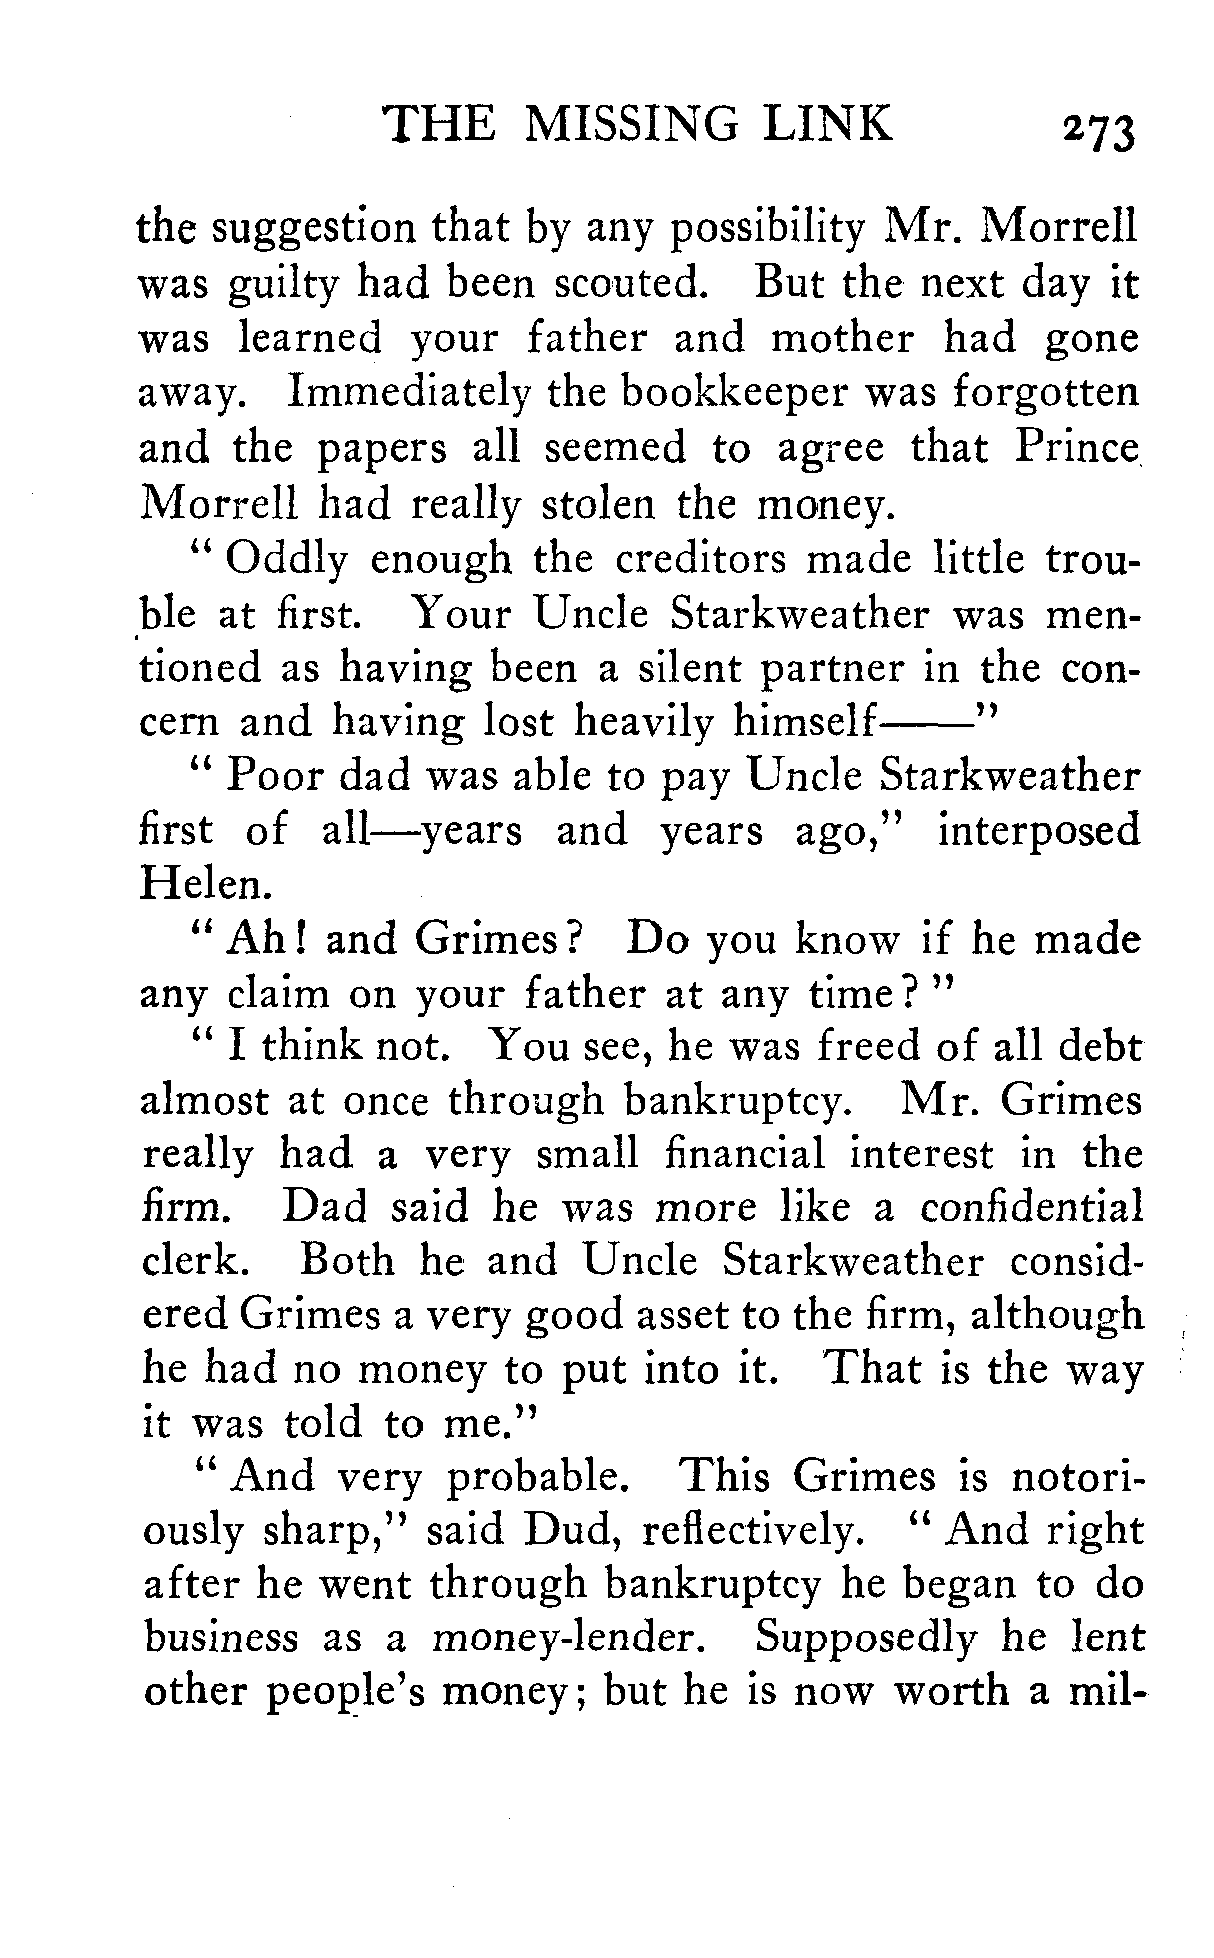 THE MISSING LINK 273
the suggestion that by any possibility Mr. Morrell
was guilty had been scouted. But the next day it
was learned your father and mother had gone
away. Immediately the bookkeeper was forgotten
and the papers all seemed to agree that Prince
Morrell had really stolen the money.
“ Oddly enough the creditors made little trou-
ble at first. Your Uncle Starkweather was men-
tioned as having been a silent partner in the con-
cern and having lost heavily himself——”
“ Poor dad was able to pay Uncle Starkweather
first of all—years and years ago,” interposed
Helen.
“ Ah! and Grimes? Do you know if he made
any claim on your father at any time? ”
“ I think not. You see, he was freed of all debt
almost at once through bankruptcy. Mr. Grimes
really had a very small financial interest in the
firm. Dad said he was more like a confidential
clerk. Both he and Uncle Starkweather consid-
ered Grimes a very good asset to the firm, although
he had no money to put into it. That is the way
it was told to me.”
“ And very probable. This Grimes is notori-
ously sharp,” said Dud, reflectively. “ And right
after he went through bankruptcy he began to do
business as a money-lender. Supposedly he lent
other people’s money; but he is now worth a mil-